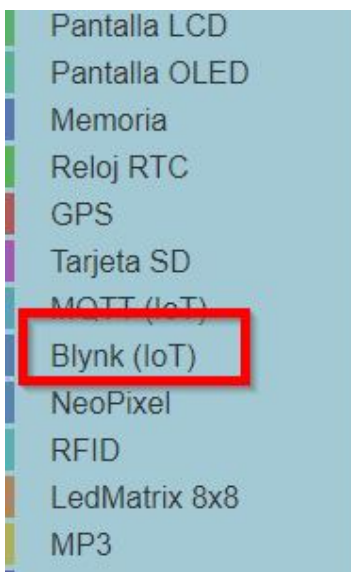 Pantalla LCD
Pantalla OLED
Memoria
Reloj RTC
GPS
Tarjeta SD
MQTT (IoT)
Blynk (IoT)
NeoPixel
RFID
LedMatrix 8x8
MP3